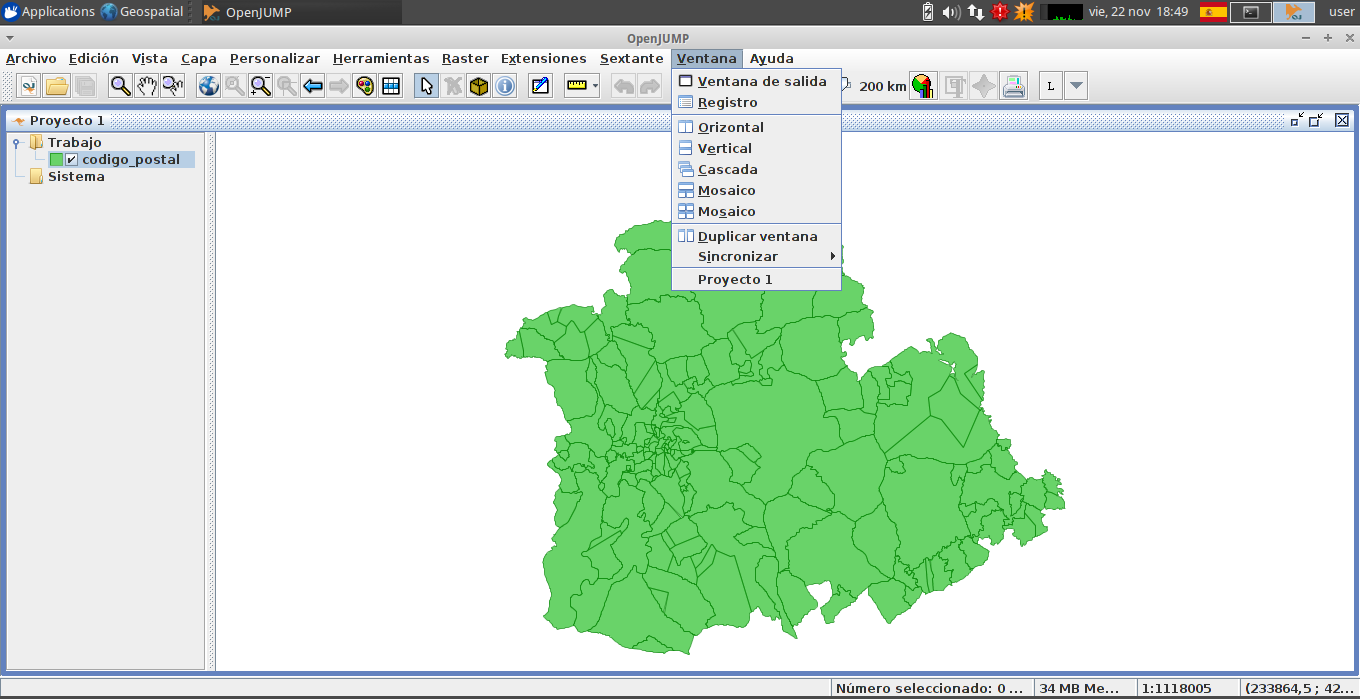 Applications Geospatial OpenJUMP vie, 22 nov 18:49 user
OpenJUMP
Archivo Edición Vista Capa Personalizar Herramientas Raster Extensiones Sextante Ventana Ayuda
200 km L
Ventana de salida
Registro
Orizontal
Vertical
Cascada
Mosaico
Mosaico
Duplicar ventana
Sincronizar
Proyecto 1
Proyecto 1
Trabajo
codigo_postal
Sistema
Número seleccionado: 0 ... 34 MB Me... 1:1118005 (233864,5 ; 42...